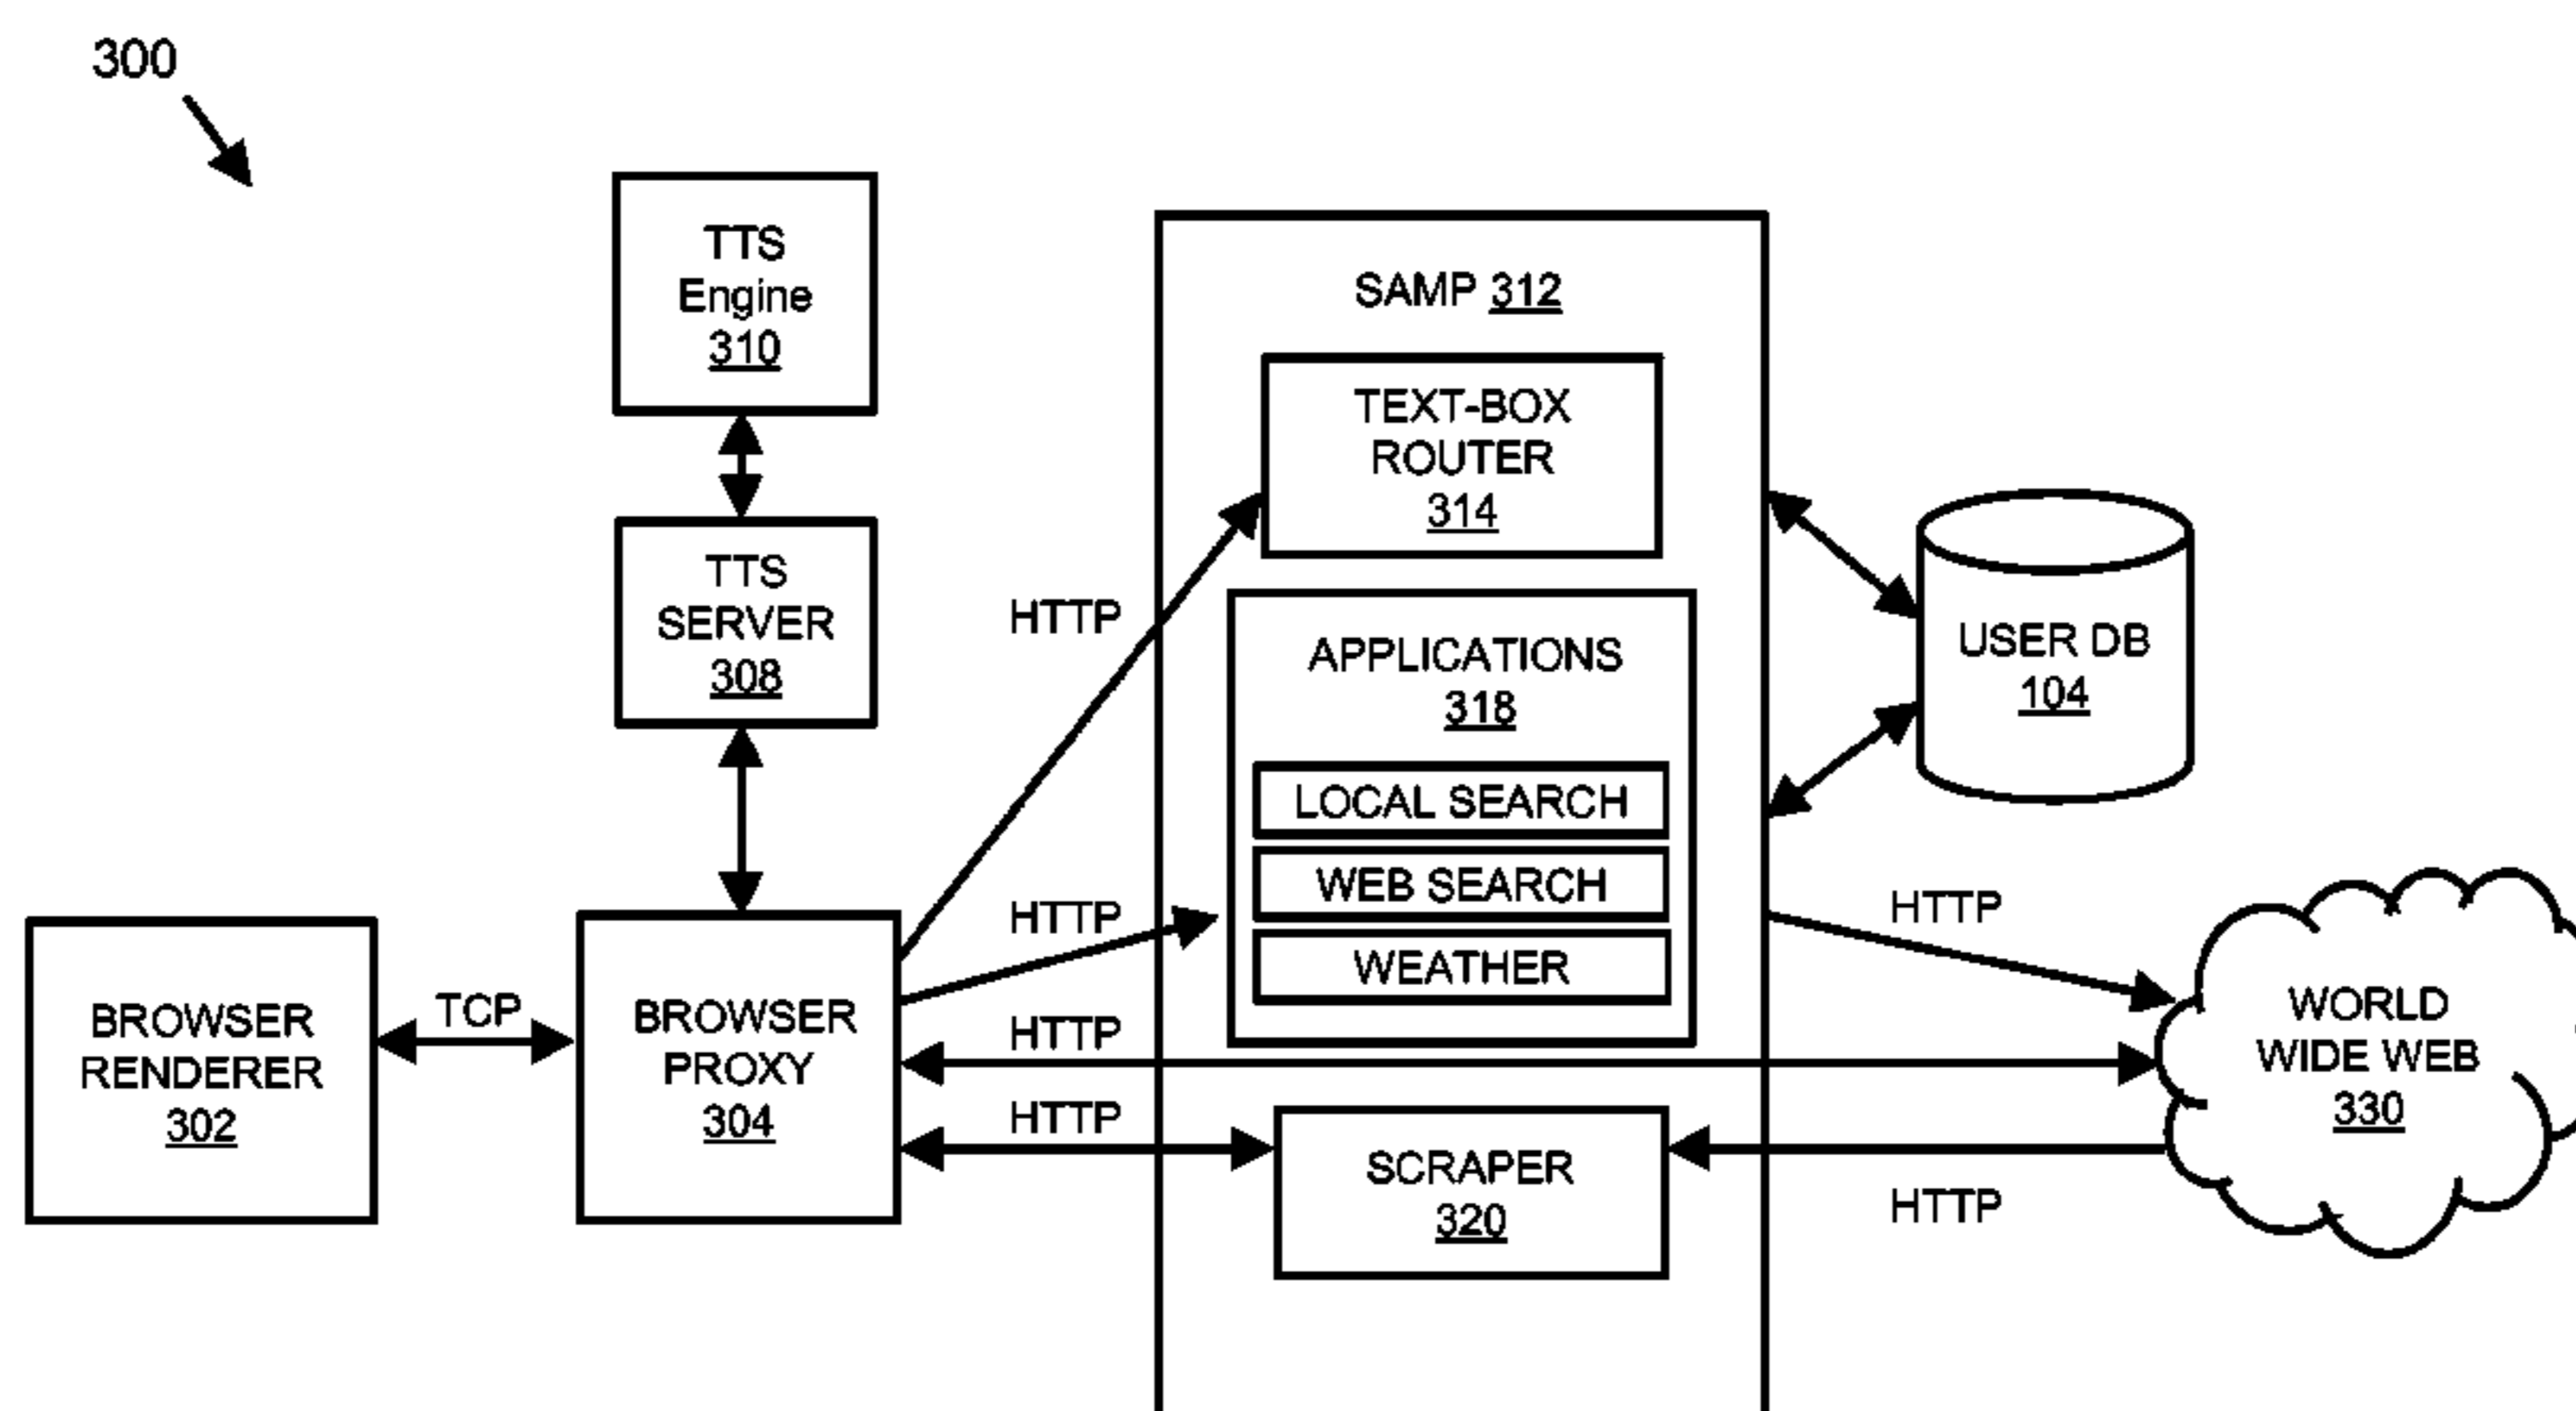 300
TTS
Engine
310
TTS
SERVER
308
BROWSER
RENDERER
302
TCP
BROWSER
PROXY
304
HTTP
HTTP
HTTP
HTTP
SAMP 312
TEXT-BOX
ROUTER
314
APPLICATIONS
318
LOCAL SEARCH
WEB SEARCH
WEATHER
SCRAPER
320
USER DB
104
HTTP
WORLD
WIDE WEB
330
HTTP